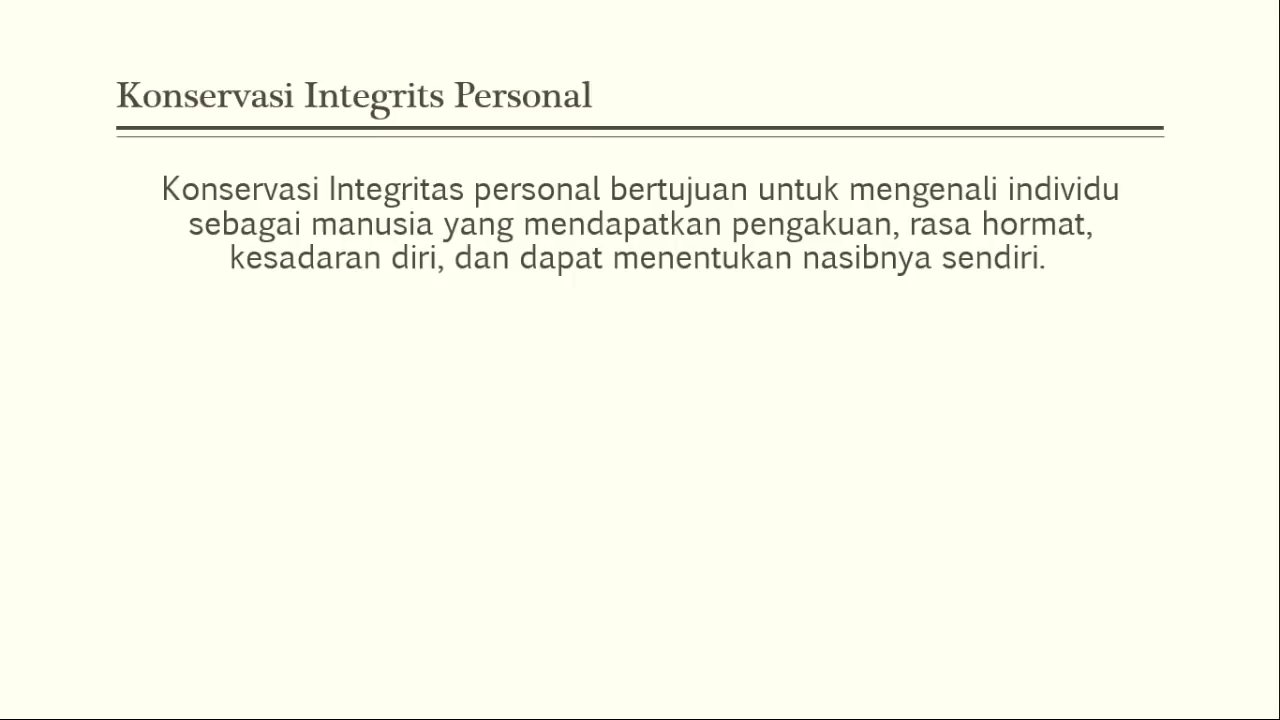 Konservasi Integrits Personal
Konservasi Integritas personal bertujuan untuk mengenali individu
sebagai manusia yang mendapatkan pengakuan, rasa hormat,
kesadaran diri, dan dapat menentukan nasibnya sendiri.